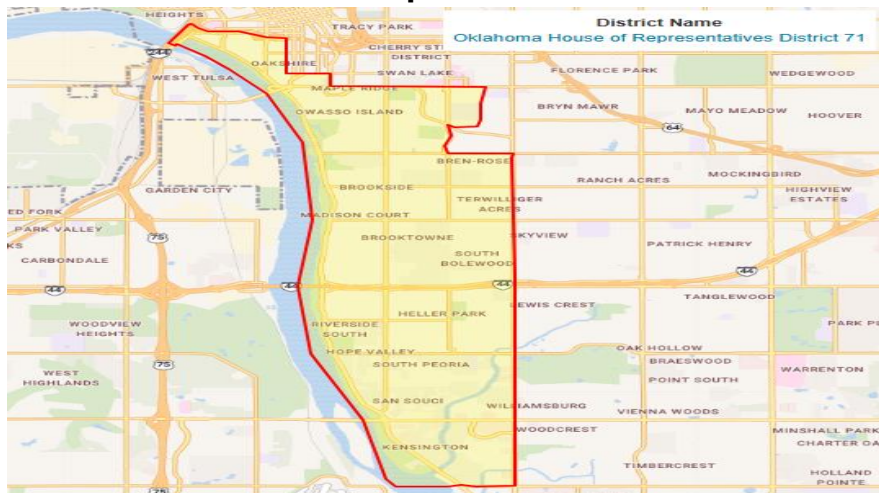 HEIGHTS
TRACY PARK
District Name
Oklahoma House of Representatives District 71
CHERRY ST
DISTRICT
244
OAKSHIRE
WEST TULSA
SWAN LAKE
FLORENCE PARK
WEDGEWOOD
MAPLE RIDGE
OWASSO ISLAND
BRYN MAWR
MAYO MEADOW
HOOVER
64
BREN-ROSE
RANCH ACRES
MOCKINGBIRD
GARDEN CITY
BROOKSIDE
HIGHVIEW
ESTATES
TERWILLIGER
ACRES
ED FORK
MADISON COURT
PARK VALLEY
75
BROOKTOWNE
SKYVIEW
PATRICK HENRY
KS
CARBONDALE
SOUTH
BOLEWOOD
44
44
44
44
TANGLEWOOD
LEWIS CREST
HELLER PARK
WOODVIEW
HEIGHTS
RIVERSIDE
SOUTH
PARK PL
HOPE VALLEY
OAK HOLLOW
75
SOUTH PEORIA
BRAESWOOD
WEST
HIGHLANDS
POINT SOUTH
WARRENTON
SAN SOUCI
WILLIAMSBURG
VIENNA WOODS
WOODCREST
MINSHALL PARK
KENSINGTON
CHARTER OA
TIMBERCREST
HOLLAND
POINTE
75